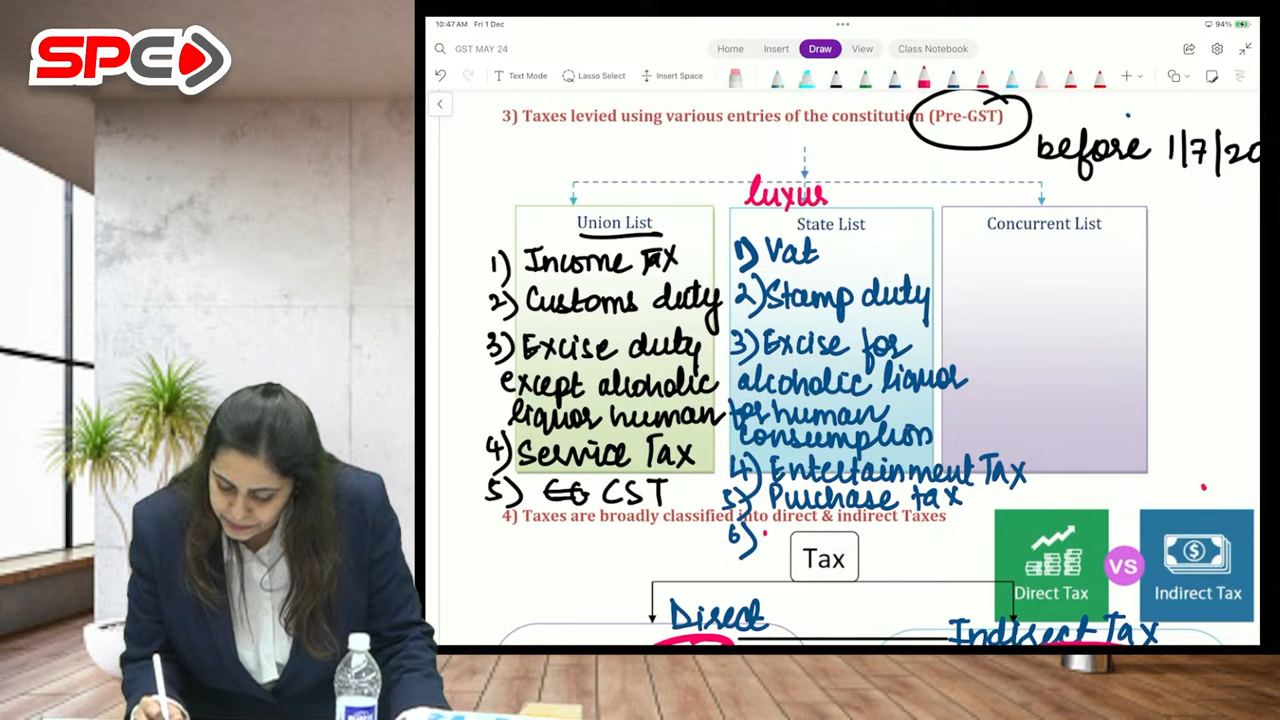 SPED
10:47 AM Fri 1 Dec
94%
GST MAY 24
Home Insert Draw View Class Notebook
Text Mode Lasso Select Insert Space
3) Taxes levied using various entries of the constitution (Pre-GST)
before 1/7/20
luxur
Union List
1) Income Tax
2) Customs duty
3) Excise duty
except alcoholic
liquor human
4) Service Tax
5) CST
State List
1) Vat
2) Stamp duty
3) Excise for
alcoholic liquor
for human
consumption
4) Entertainment Tax
5) Purchase tax
6)
Concurrent List
4) Taxes are broadly classified into direct & indirect Taxes
Tax
Direct
Indirect Tax
Direct Tax
VS
Indirect Tax